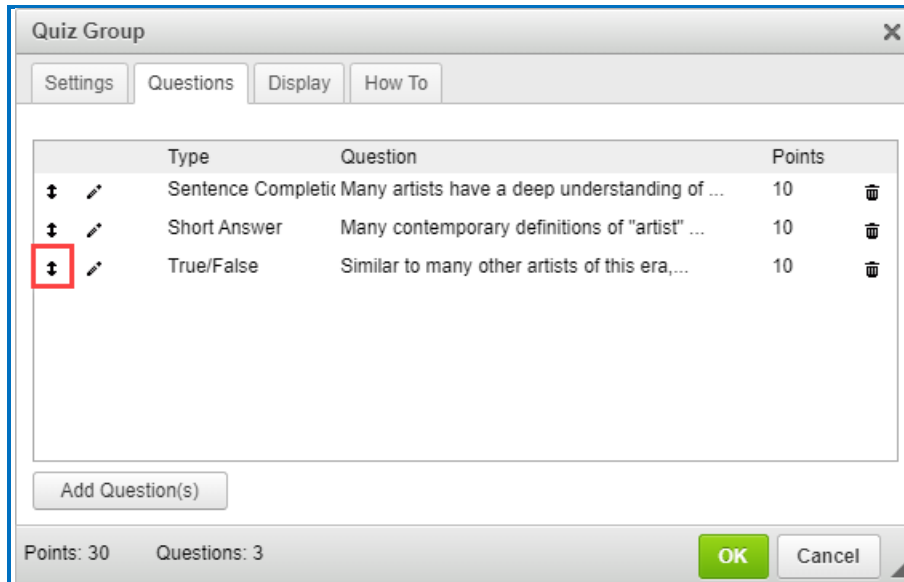 Quiz Group
Settings Questions Display How To
Type Question Points
Sentence Completic Many artists have a deep understanding of ... 10
Short Answer Many contemporary definitions of "artist" ... 10
True/False Similar to many other artists of this era,... 10
Add Question(s)
Points: 30 Questions: 3 OK Cancel